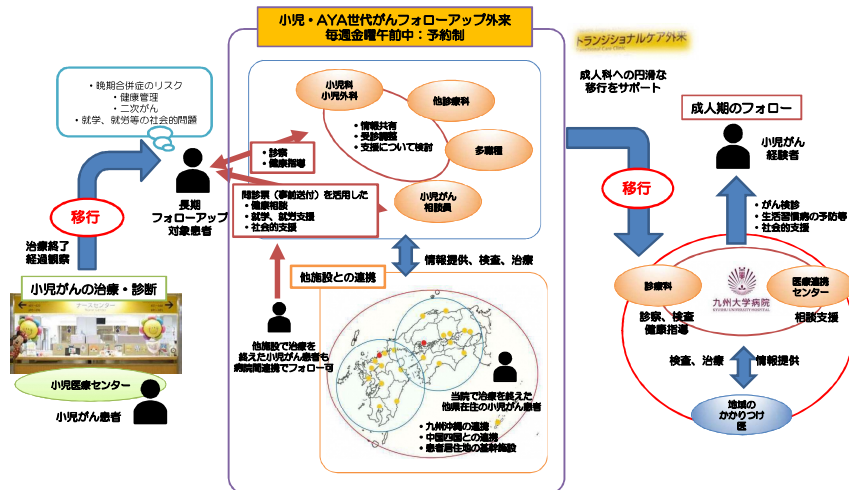 小児・AYA世代がんフォローアップ外来
毎週金曜午前中：予約制
・晩期合併症のリスク
・健康管理
・二次がん
・就学、就労等の社会的問題
移行
治療終了
経過観察
長期
フォローアップ
対象患者
小児がんの治療・診断
ナースセンター
小児医療センター
小児がん患者
小児科
小児外科
他診療科
多職種
小児がん
相談員
・情報共有
・受診調整
・支援について検討
・診察
・健康指導
問診票（事前送付）を活用した
・健康相談
・就学、就労支援
・社会的支援
情報提供、検査、治療
他施設との連携
他施設で治療を
終えた小児がん患者も
病院間連携でフォロー可
当院で治療を終えた
他県在住の小児がん患者
・九州沖縄の連携
・中国四国との連携
・患者居住地の基幹施設
トランジショナルケア外来
成人科への円滑な
移行をサポート
移行
成人期のフォロー
小児がん
経験者
・がん検診
・生活習慣病の予防等
・社会的支援
診療科
診察、検査
健康指導
九州大学病院
KYUSHU UNIVERSITY HOSPITAL
医療連携
センター
相談支援
検査、治療
情報提供
地域の
かかりつけ
医